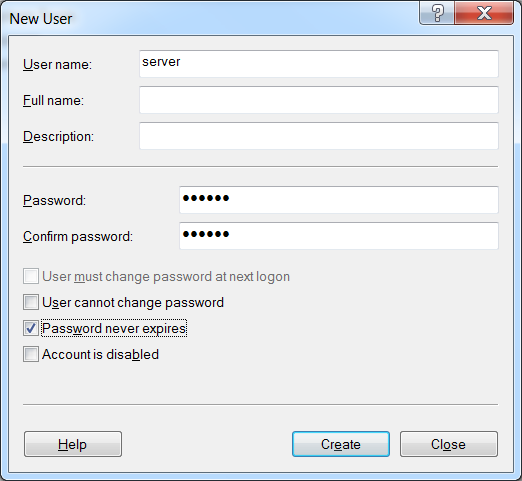 New User
User name: server
Full name:
Description:
Password: ••••••
Confirm password: ••••••
User must change password at next logon
User cannot change password
Password never expires
Account is disabled
Help Create Close